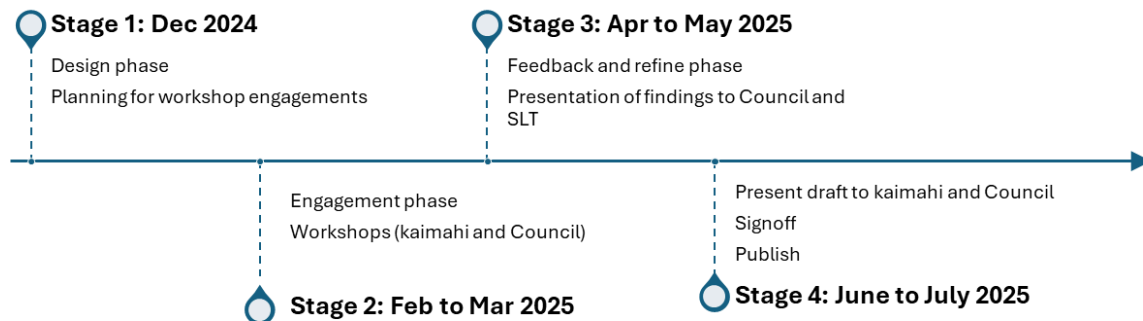 Stage 1: Dec 2024
Design phase
Planning for workshop engagements
Stage 3: Apr to May 2025
Feedback and refine phase
Presentation of findings to Council and
SLT
Engagement phase
Workshops (kaimahi and Council)
Stage 2: Feb to Mar 2025
Present draft to kaimahi and Council
Signoff
Publish
Stage 4: June to July 2025